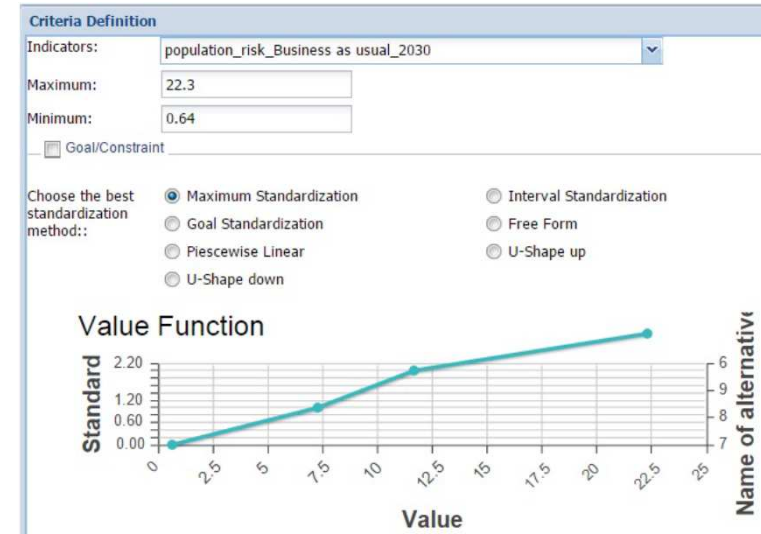 Criteria Definition
Indicators: population_risk_Business as usual_2030
Maximum: 22.3
Minimum: 0.64
Goal/Constraint
Choose the best standardization method::
Maximum Standardization
Interval Standardization
Goal Standardization
Free Form
Piescewise Linear
U-Shape up
U-Shape down
Value Function
Standard
2.20
1.20
0.60
0.00
6
9
8
7
Name of alternative
0 2.5 5 7.5 10 12.5 15 17.5 20 22.5 25
Value